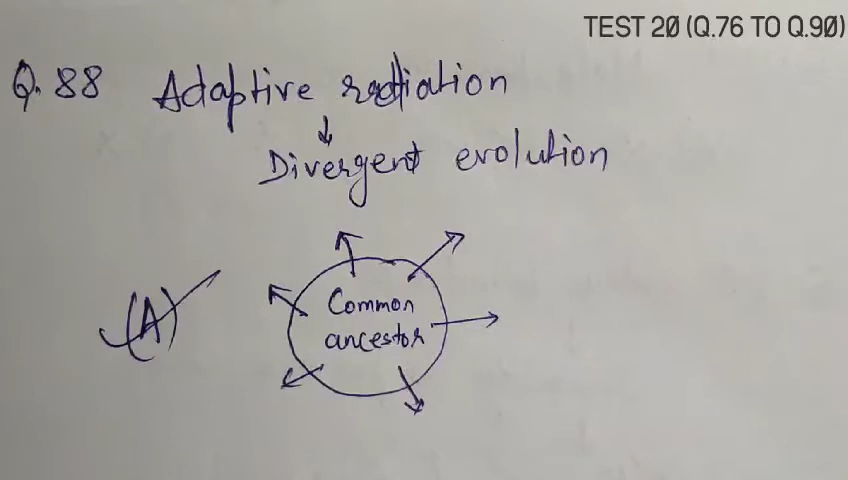 TEST 20 (Q.76 TO Q.90)
Q.88 Adaptive radiation
Divergent evolution
(A)
Common
ancestor